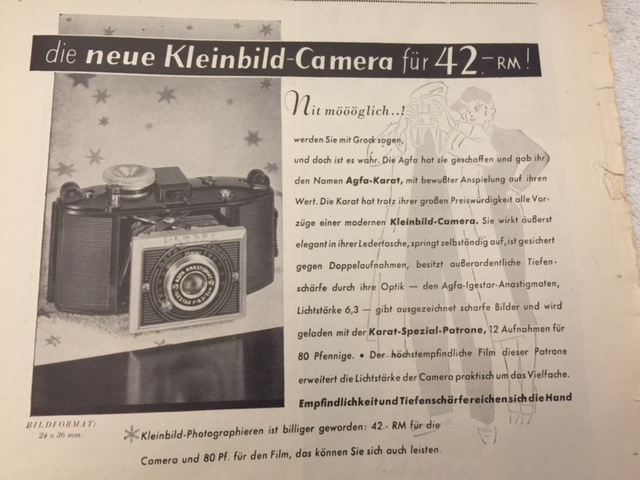 die neue Kleinbild-Camera für 42.- RM!
Nit möööglich..!
werden Sie mit Grock sagen,
und doch ist es wahr. Die Agfa hat sie geschaffen und gab ihr
den Namen Agfa-Karat, mit bewußter Anspielung auf ihren
Wert. Die Karat hat trotz ihrer großen Preiswürdigkeit alle Vor-
züge einer modernen Kleinbild-Camera. Sie wirkt äußerst
elegant in ihrer Ledertasche, springt selbständig auf, ist gesichert
gegen Doppelaufnahmen, besitzt außerordentliche Tiefen-
schärfe durch ihre Optik — den Agfa-Igestar-Anastigmaten,
Lichtstärke 6,3 — gibt ausgezeichnet scharfe Bilder und wird
geladen mit der Karat-Spezial-Patrone, 12 Aufnahmen für
80 Pfennige. • Der höchstempfindliche Film dieser Patrone
erweitert die Lichtstärke der Camera praktisch um das Vielfache.
Empfindlichkeit und Tiefenschärfe reichen sich die Hand
BILDFORMAT:
24 x 36 mm
* Kleinbild-Photographieren ist billiger geworden: 42.- RM für die
Camera und 80 Pf. für den Film, das können Sie sich auch leisten.